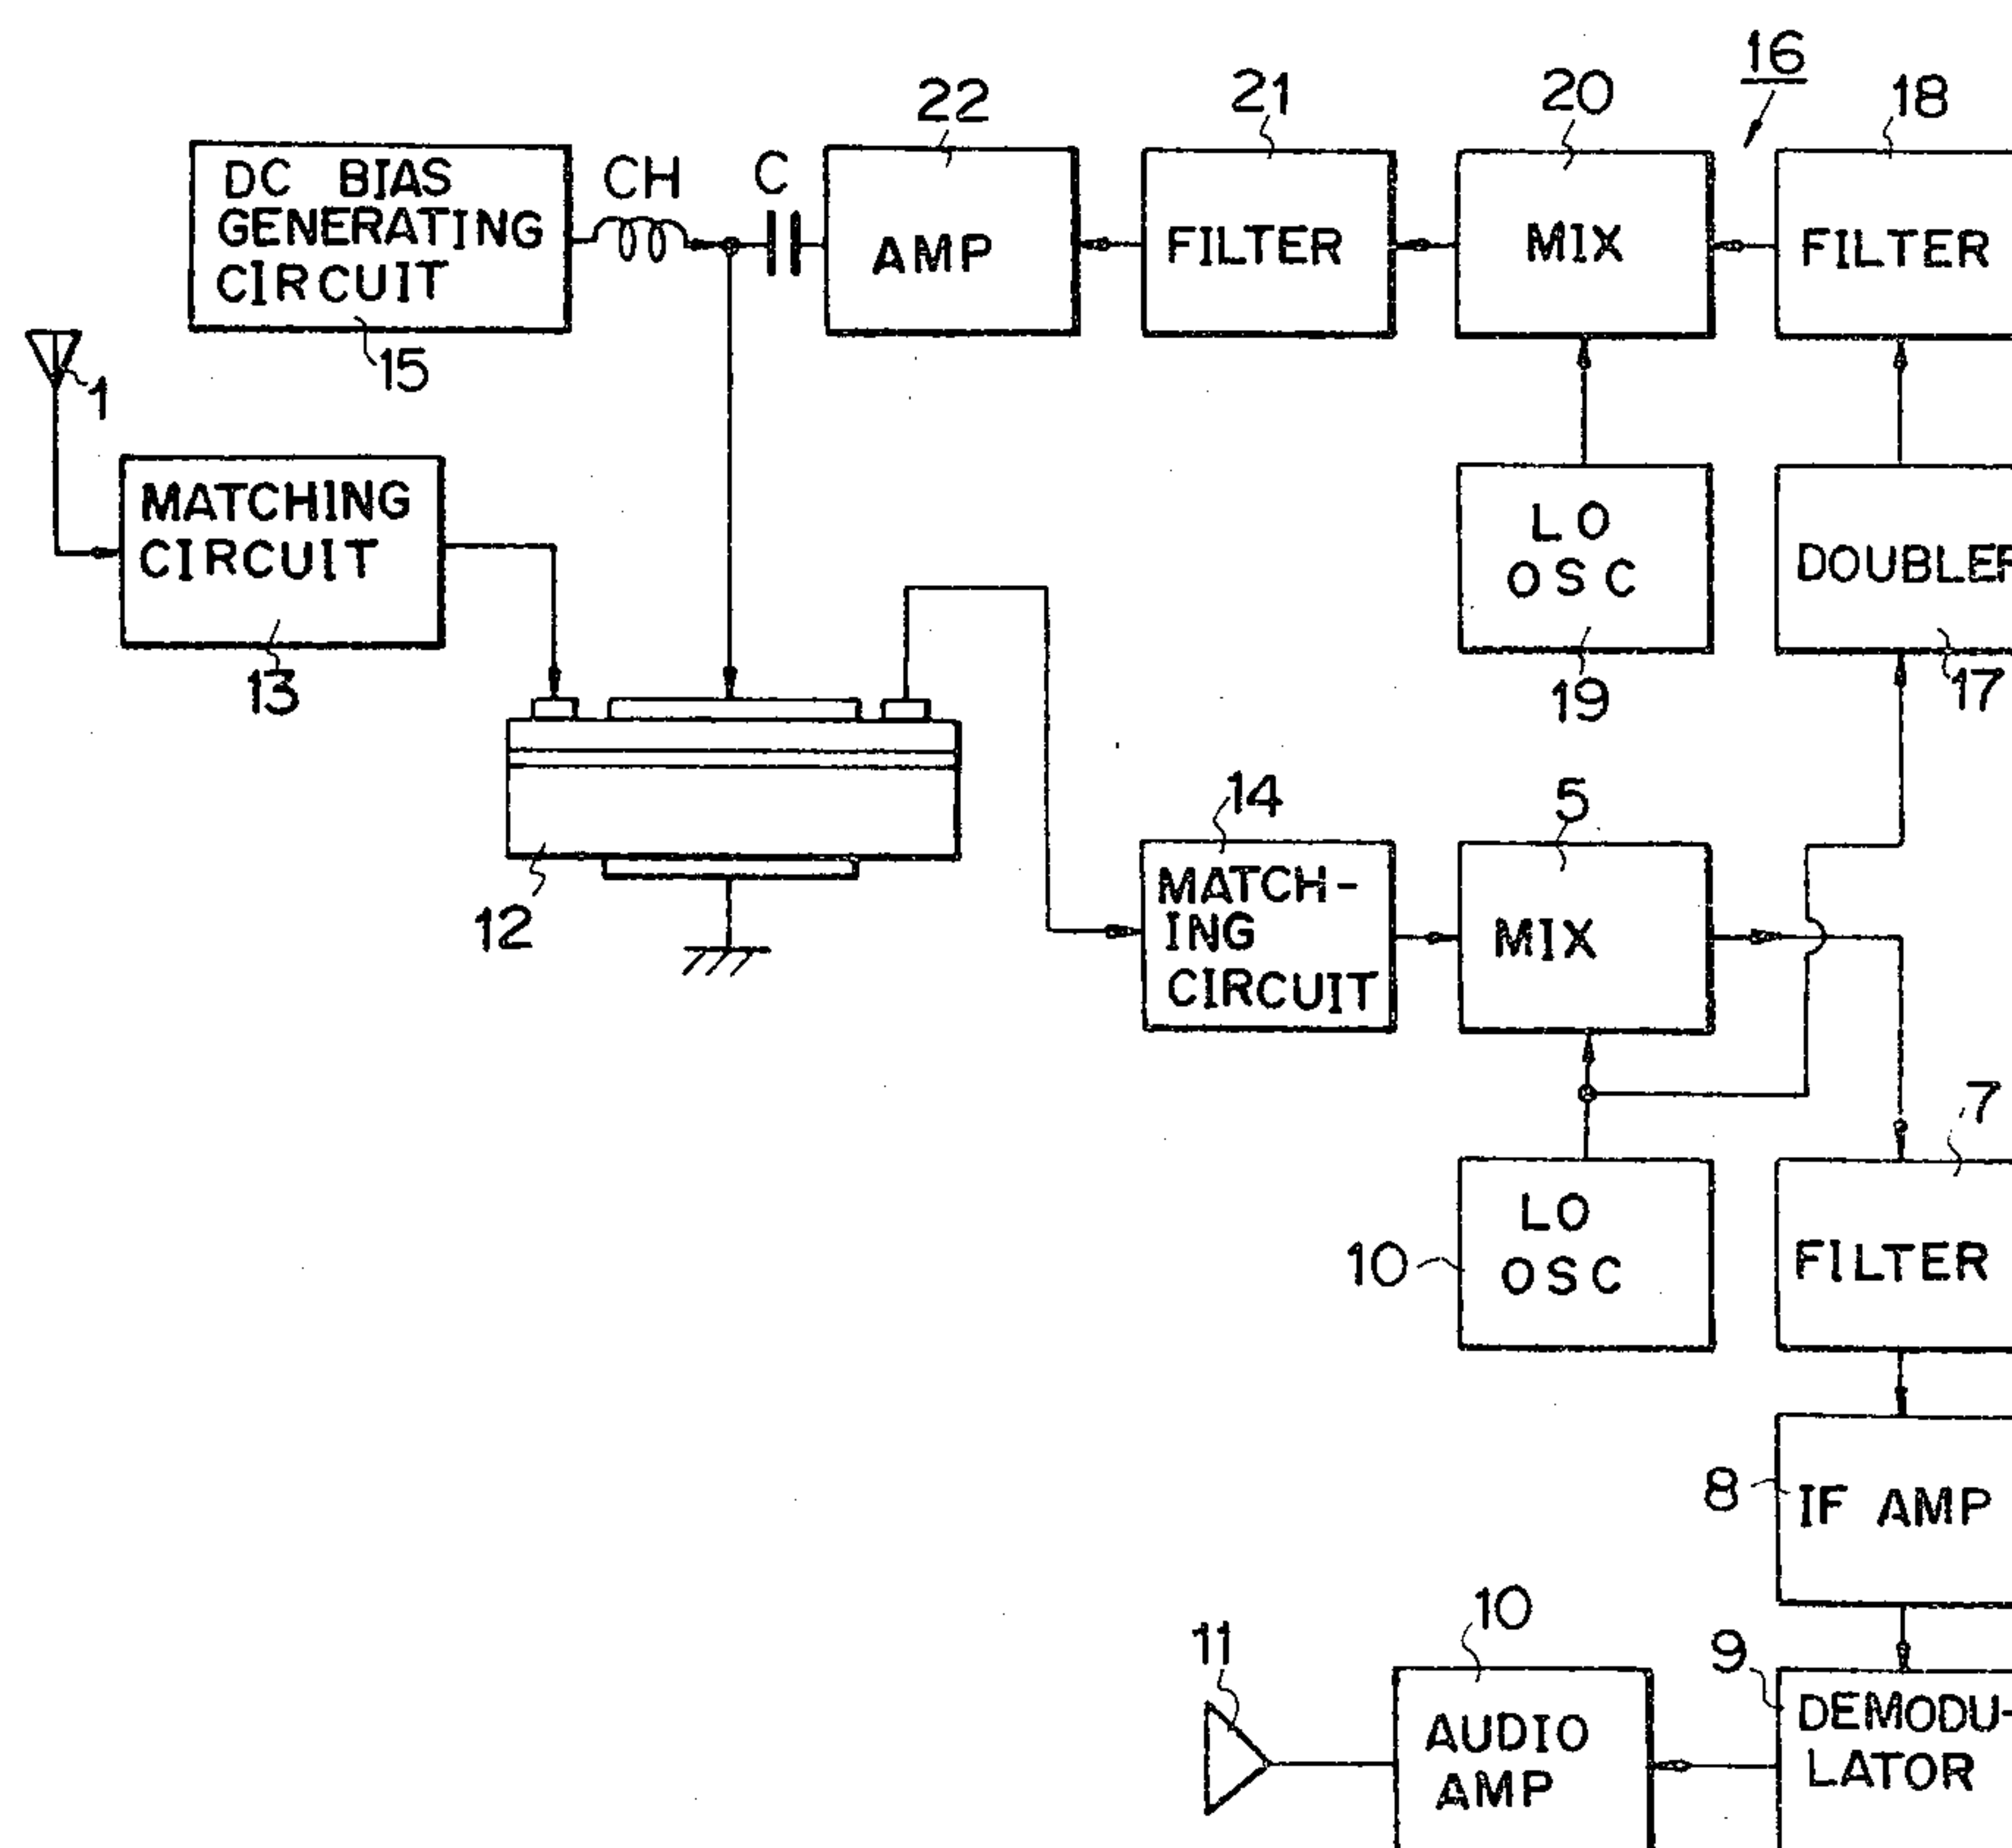 16
22
21
20
18
DC BIAS
GENERATING
CIRCUIT
CH
C
AMP
FILTER
MIX
FILTER
15
1
MATCHING
CIRCUIT
13
LO
OSC
19
DOUBLER
17
12
14
MATCH-
ING
CIRCUIT
5
MIX
7
10
LO
OSC
FILTER
8
IF AMP
11
10
AUDIO
AMP
9
DEMODU-
LATOR